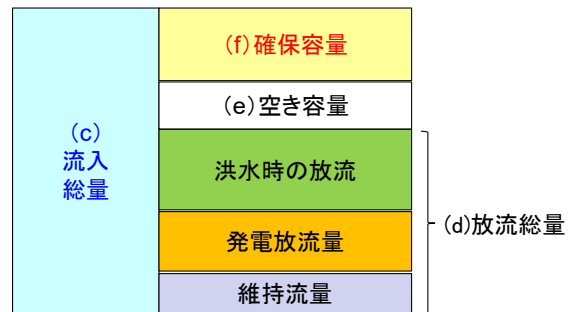 (f)確保容量
(e)空き容量
(c)
流入
総量
洪水時の放流
(d)放流総量
発電放流量
維持流量